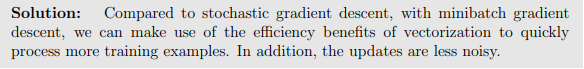 Solution: Compared to stochastic gradient descent, with minibatch gradient
descent, we can make use of the efficiency benefits of vectorization to quickly
process more training examples. In addition, the updates are less noisy.